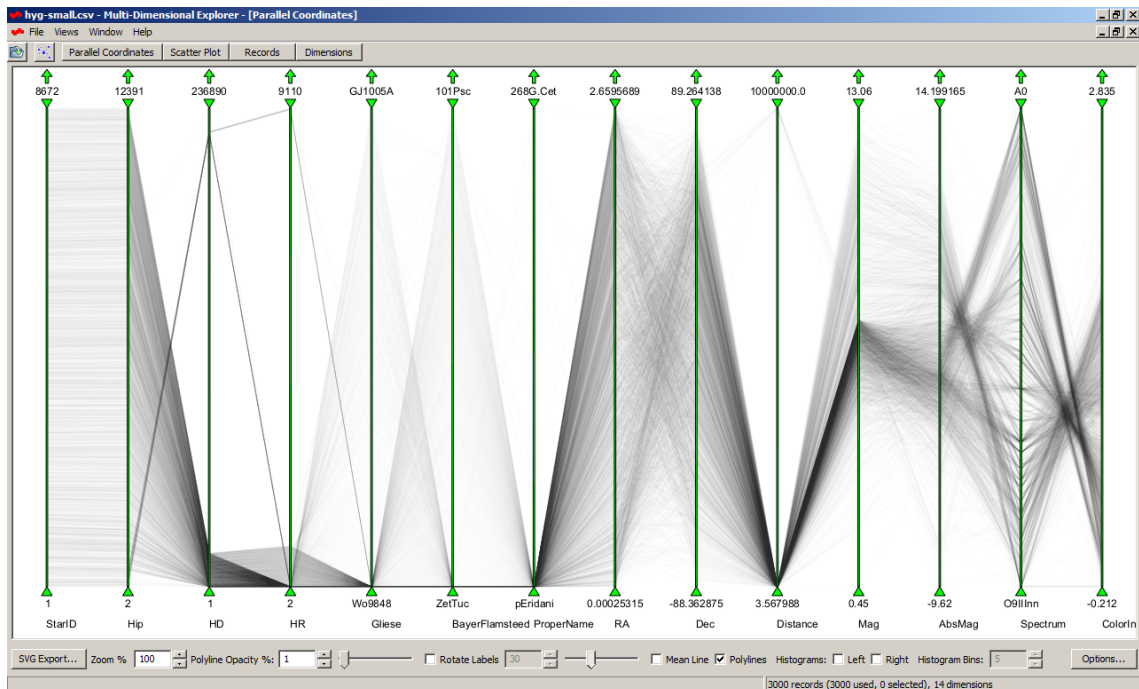 hyg-small.csv - Multi-Dimensional Explorer - [Parallel Coordinates]
File Views Window Help
Parallel Coordinates Scatter Plot Records Dimensions
8672 12391 236890 9110 GJ1005A 101Psc 268G.Cet 2.6595689 89.264138 10000000.0 13.06 14.199165 A0 2.835
1 2 1 2 Wo9848 ZetTuc pEridani 0.00025315 -88.362875 3.567988 0.45 -9.62 O9IIInn -0.212
StarID Hip HD HR Gliese BayerFlamsteed ProperName RA Dec Distance Mag AbsMag Spectrum ColorIn
SVG Export... Zoom % 100 Polyline Opacity %: 1 Rotate Labels 30 Mean Line Polylines Histograms: Left Right Histogram Bins: 5 Options...
3000 records (3000 used, 0 selected), 14 dimensions